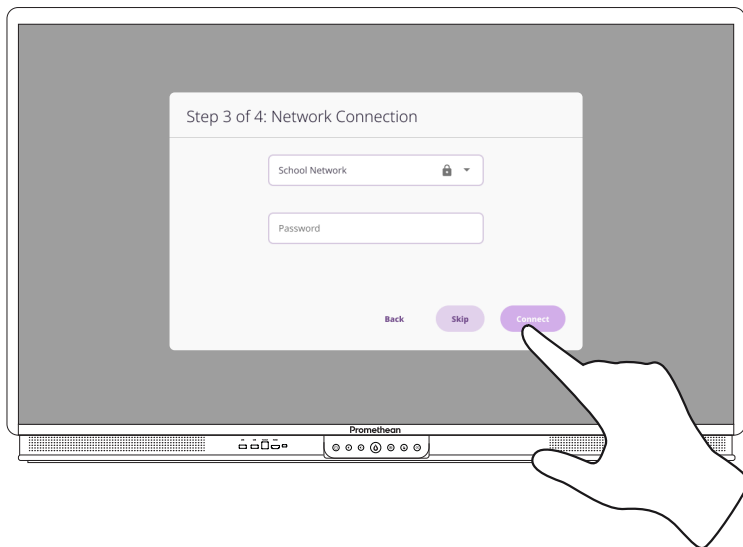 Step 3 of 4: Network Connection
School Network
Password
Back Skip Connect
Promethean